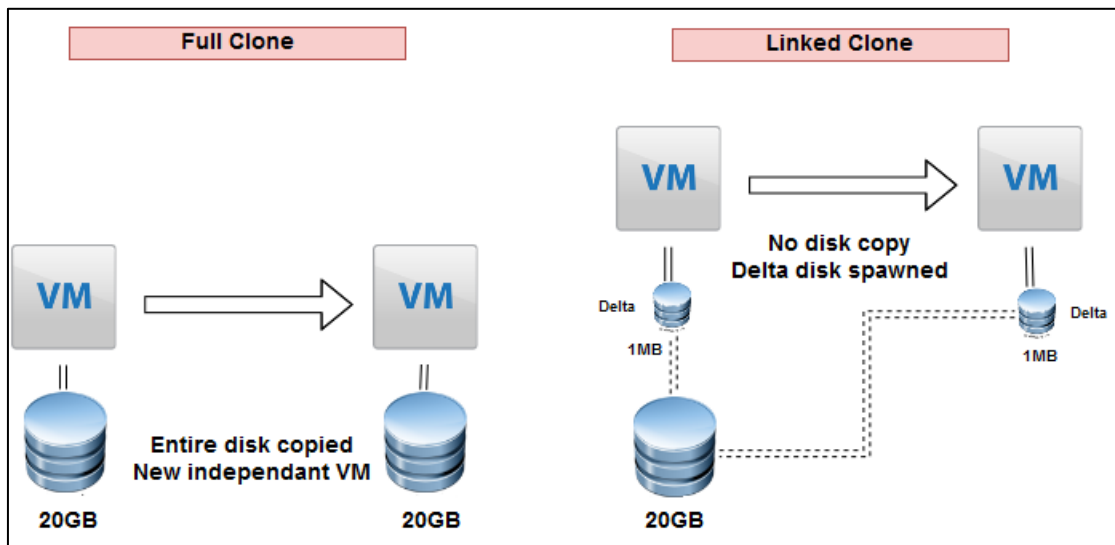 Full Clone
VM
VM
Entire disk copied
New independant VM
20GB
20GB
Linked Clone
VM
VM
No disk copy
Delta disk spawned
Delta
Delta
1MB
1MB
20GB